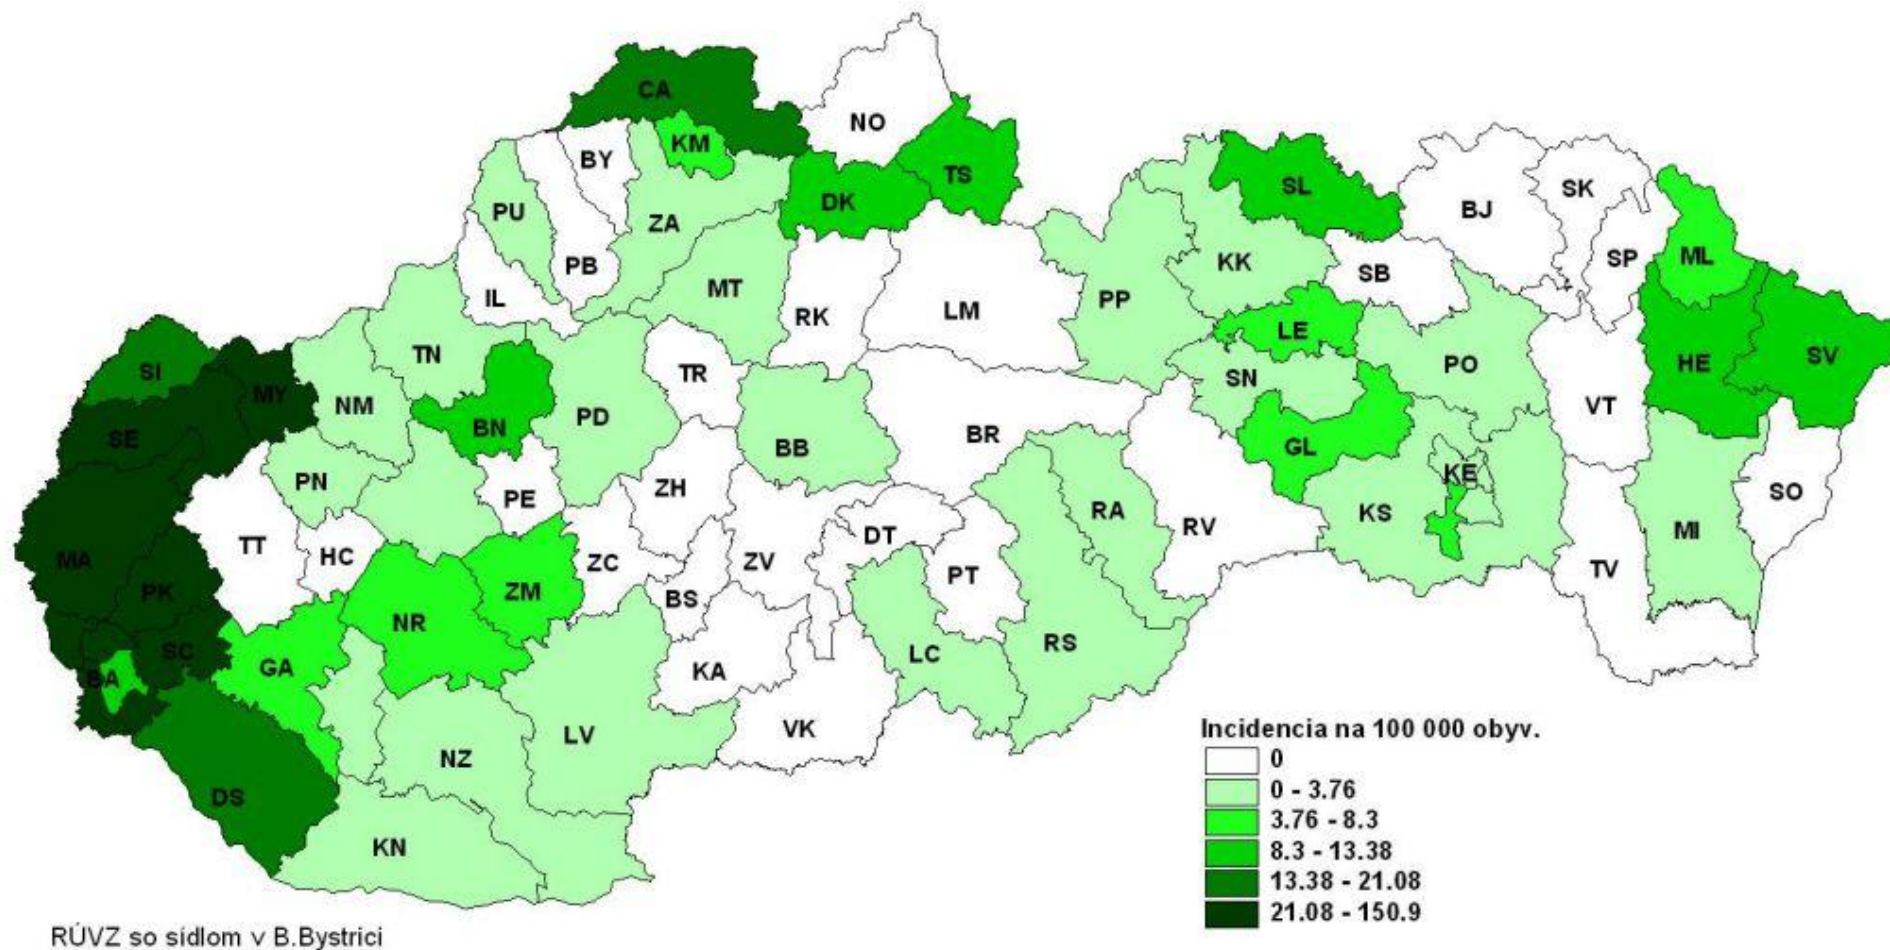 CA
NO
KM
BY
TS
SL
SK
BJ
DK
PU
ZA
PB
KK
SB
SP
ML
MT
IL
PP
RK
LM
LE
TN
SI
TR
SN
PO
HE
SV
MY
NM
PD
BR
VT
SE
BN
BB
GL
PN
KE
ZH
PE
SO
RA
KS
RV
MI
TT
HC
DT
MA
ZC
ZV
PT
TV
PK
ZM
BS
NR
SC
GA
RS
LC
KA
BA
LV
VK
NZ
DS
KN
Incidencia na 100 000 obyv.
0
0 - 3.76
3.76 - 8.3
8.3 - 13.38
13.38 - 21.08
21.08 - 150.9
RÚVZ so sídlom v B.Bystrici